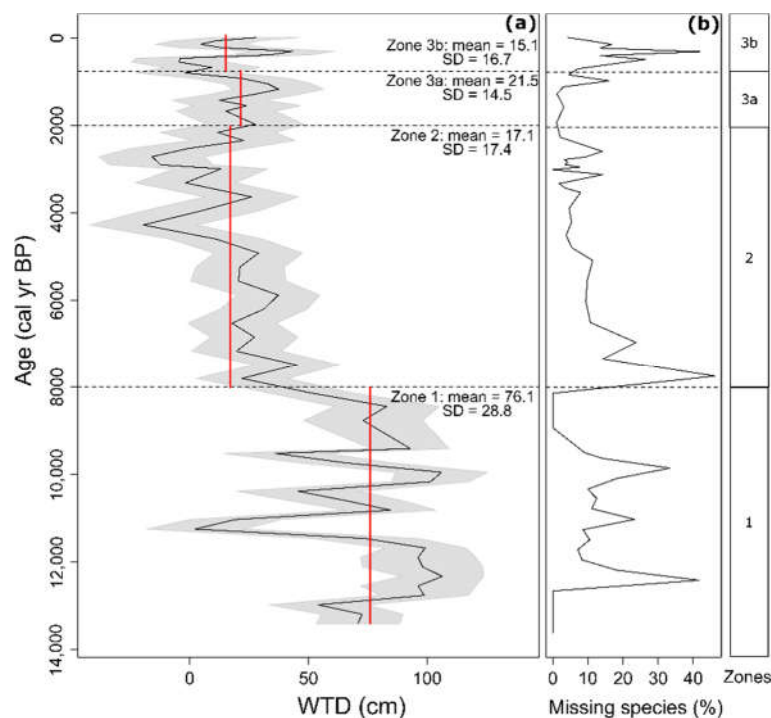 (a)
(b)
Zone 3b: mean = 15.1
SD = 16.7
Zone 3a: mean = 21.5
SD = 14.5
Zone 2: mean = 17.1
SD = 17.4
Zone 1: mean = 76.1
SD = 28.8
3b
3a
2
1
Age (cal yr BP)
0
2000
4000
6000
8000
10,000
12,000
14,000
0
50
100
WTD (cm)
0
10
20
30
40
Missing species (%)
Zones